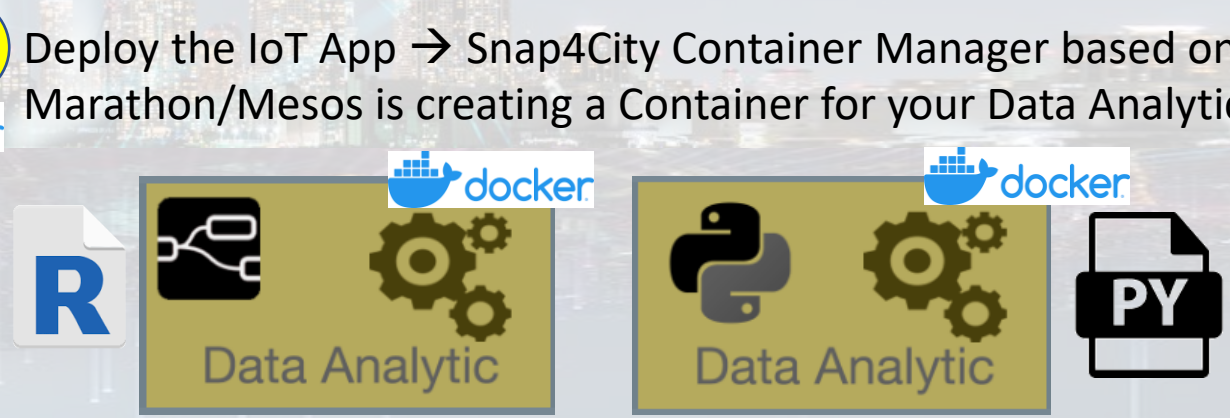 Deploy the IoT App → Snap4City Container Manager based on
Marathon/Mesos is creating a Container for your Data Analytic
docker
docker
R
PY
Data Analytic
Data Analytic